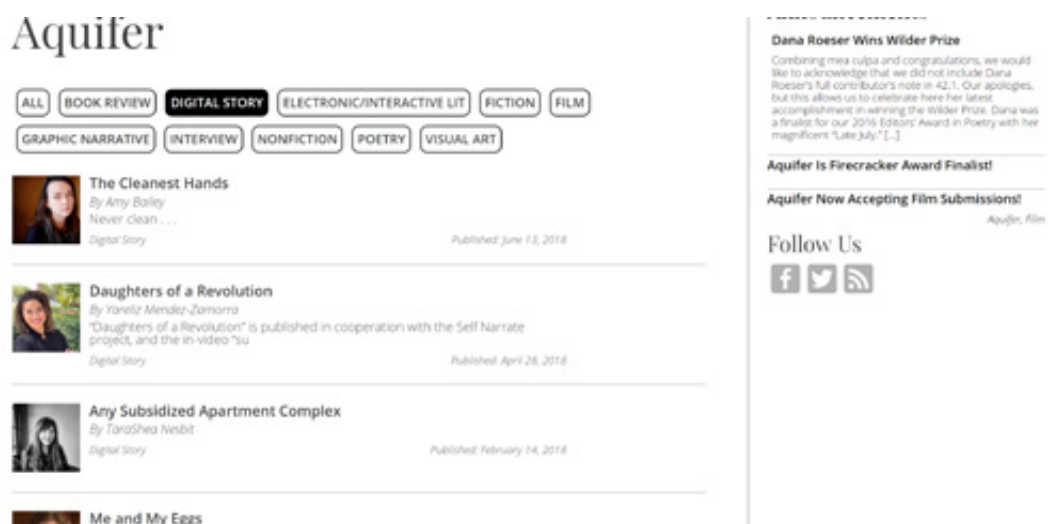 Aquifer
ALL BOOK REVIEW DIGITAL STORY ELECTRONIC/INTERACTIVE LIT FICTION FILM
GRAPHIC NARRATIVE INTERVIEW NONFICTION POETRY VISUAL ART
The Cleanest Hands
By Amy Bailey
Never clean . . .
Digital Story
Published: June 13, 2018
Daughters of a Revolution
By Yareliz Mendez-Zamorra
"Daughters of a Revolution" is published in cooperation with the Self Narrate
project, and the in-video "su
Digital Story
Published: April 28, 2018
Any Subsidized Apartment Complex
By TaraShea Nesbit
Digital Story
Published: February 14, 2018
Me and My Eggs
Dana Roeser Wins Wilder Prize
Combining mea culpa and congratulations, we would
like to acknowledge that we did not include Dana
Roeser's full contributor's note in 42.1. Our apologies,
but this allows us to celebrate here her latest
accomplishment in winning the Wilder Prize. Dana was
a finalist for our 2016 Editors' Award in Poetry with her
magnificent "Late July." [...]
Aquifer Is Firecracker Award Finalist!
Aquifer Now Accepting Film Submissions!
Aquifer, Film
Follow Us